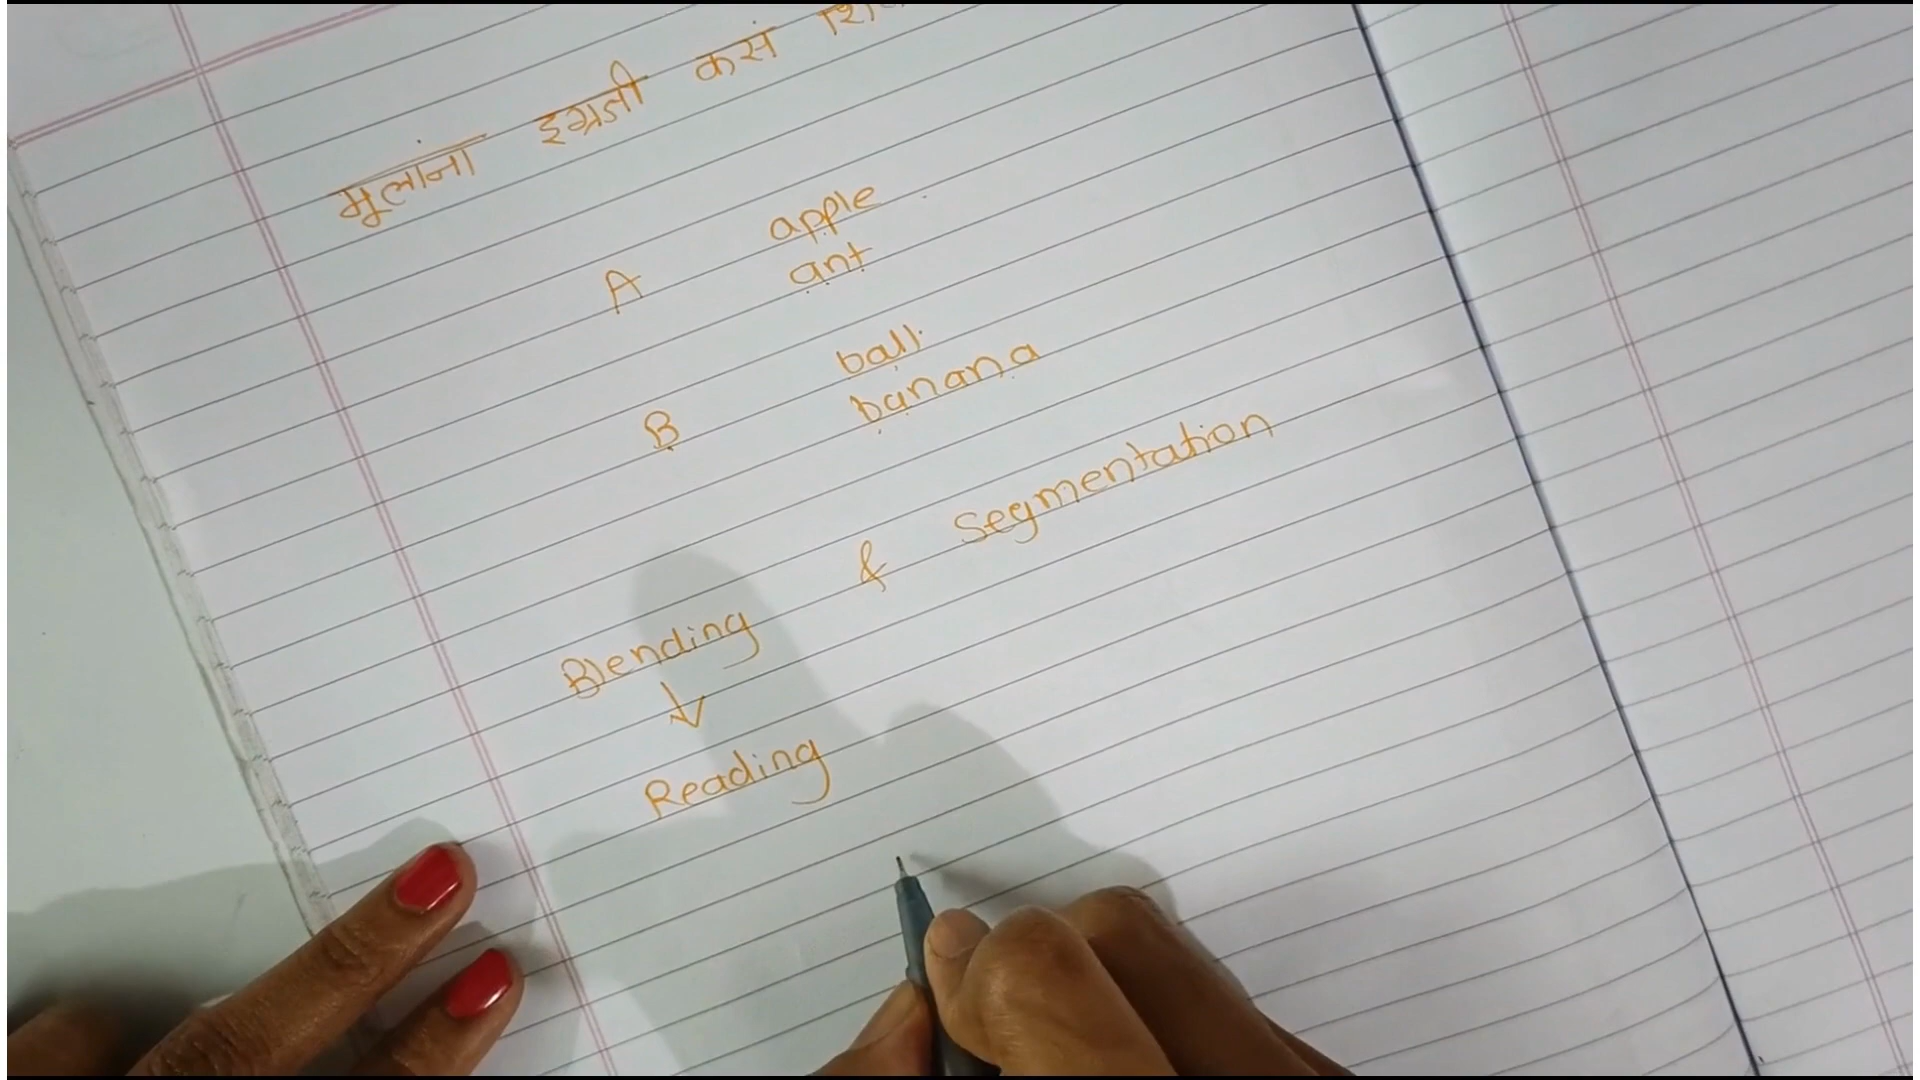 मूलांना इंग्रजी कसं
A apple
ant
B ball
banana
Blending & Segmentation
↓
Reading